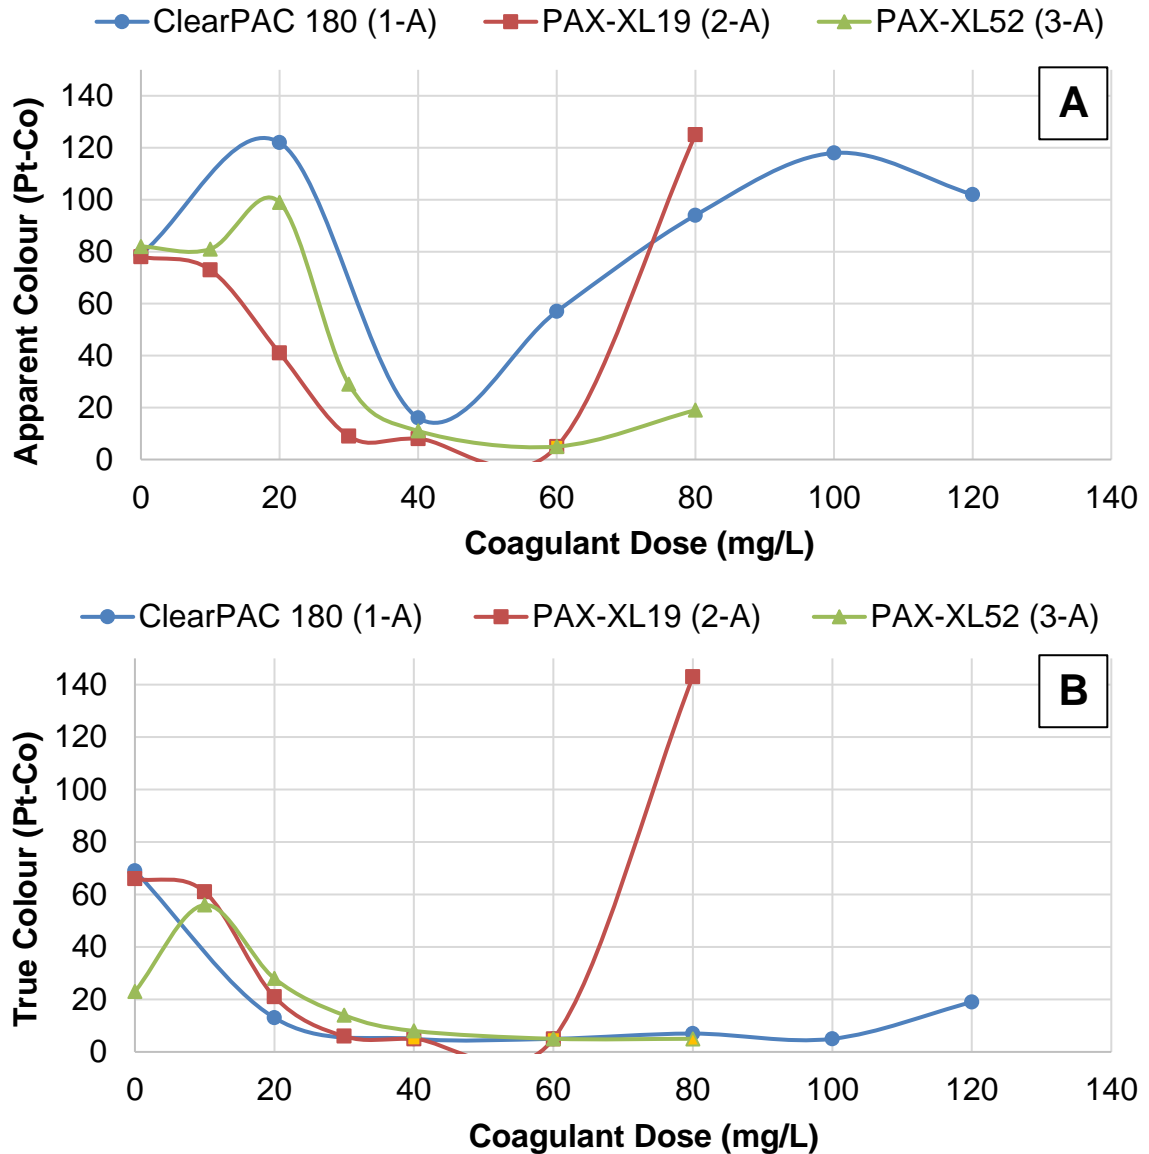 ClearPAC 180 (1-A) PAX-XL19 (2-A) PAX-XL52 (3-A)
A
Apparent Colour (Pt-Co)
140
120
100
80
60
40
20
0
0 20 40 60 80 100 120 140
Coagulant Dose (mg/L)
ClearPAC 180 (1-A) PAX-XL19 (2-A) PAX-XL52 (3-A)
B
True Colour (Pt-Co)
140
120
100
80
60
40
20
0
0 20 40 60 80 100 120 140
Coagulant Dose (mg/L)